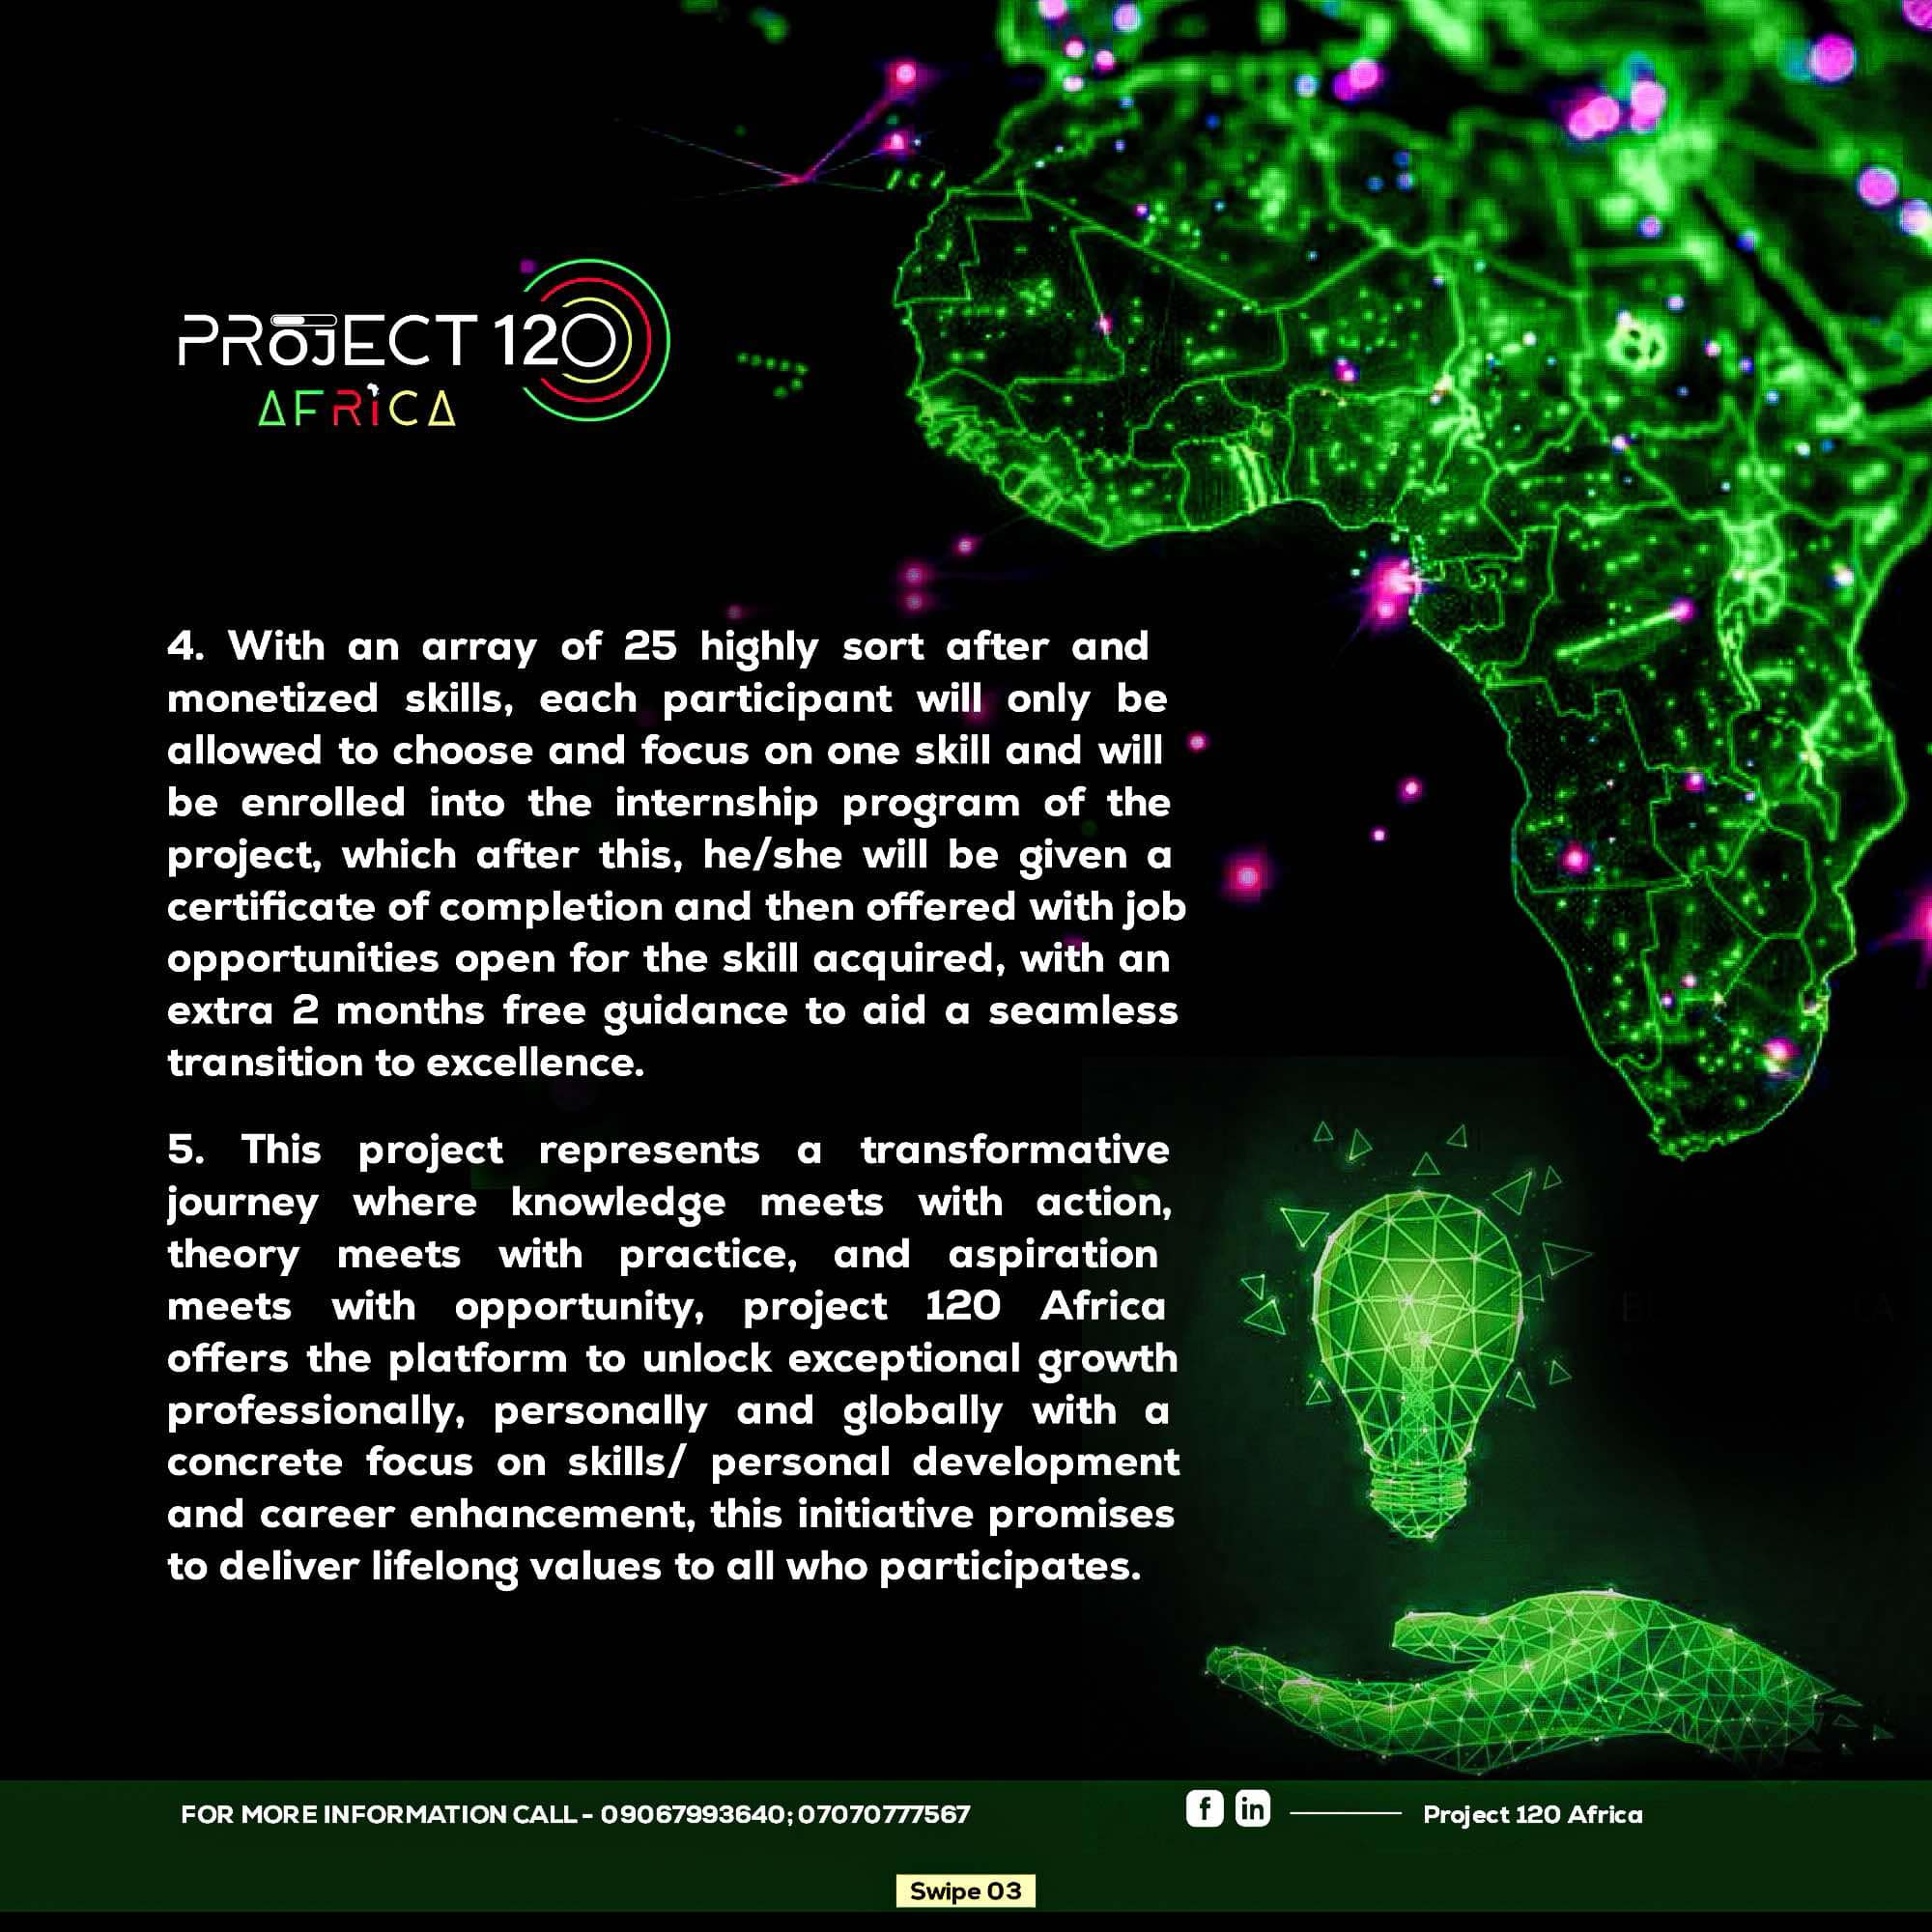 PROJECT 120
AFRICA
4. With an array of 25 highly sort after and
monetized skills, each participant will only be
allowed to choose and focus on one skill and will
be enrolled into the internship program of the
project, which after this, he/she will be given a
certificate of completion and then offered with job
opportunities open for the skill acquired, with an
extra 2 months free guidance to aid a seamless
transition to excellence.
5. This project represents a transformative
journey where knowledge meets with action,
theory meets with practice, and aspiration
meets with opportunity, project 120 Africa
offers the platform to unlock exceptional growth
professionally, personally and globally with a
concrete focus on skills/ personal development
and career enhancement, this initiative promises
to deliver lifelong values to all who participates.
FOR MORE INFORMATION CALL - 09067993640; 07070777567
f in Project 120 Africa
Swipe 03